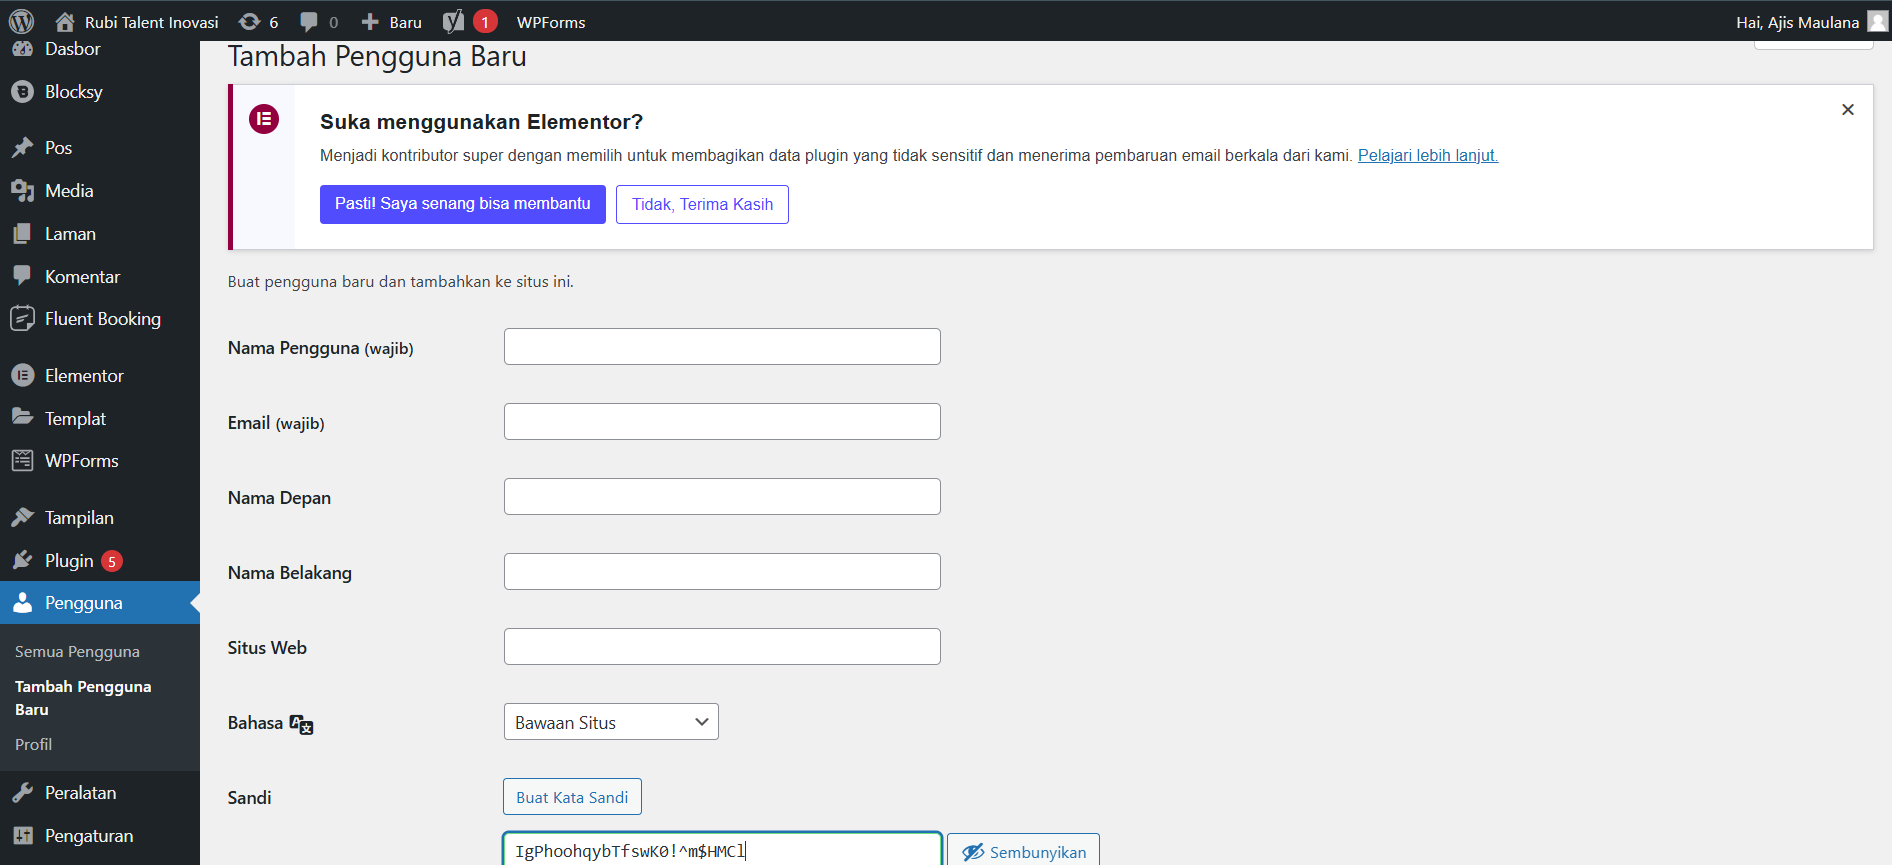 Rubi Talent Inovasi 6 0 Baru 1 WPForms Hai, Ajis Maulana
Dasbor
Blocksy
Pos
Media
Laman
Komentar
Fluent Booking
Elementor
Templat
WPForms
Tampilan
Plugin 5
Pengguna
Semua Pengguna
Tambah Pengguna
Baru
Profil
Peralatan
Pengaturan
Tambah Pengguna Baru
Suka menggunakan Elementor?
Menjadi kontributor super dengan memilih untuk membagikan data plugin yang tidak sensitif dan menerima pembaruan email berkala dari kami. Pelajari lebih lanjut.
Pasti! Saya senang bisa membantu Tidak, Terima Kasih
Buat pengguna baru dan tambahkan ke situs ini.
Nama Pengguna (wajib)
Email (wajib)
Nama Depan
Nama Belakang
Situs Web
Bahasa Bawaan Situs
Sandi Buat Kata Sandi
IgPhoohqybTfswK0!^m$HMCl Sembunyikan